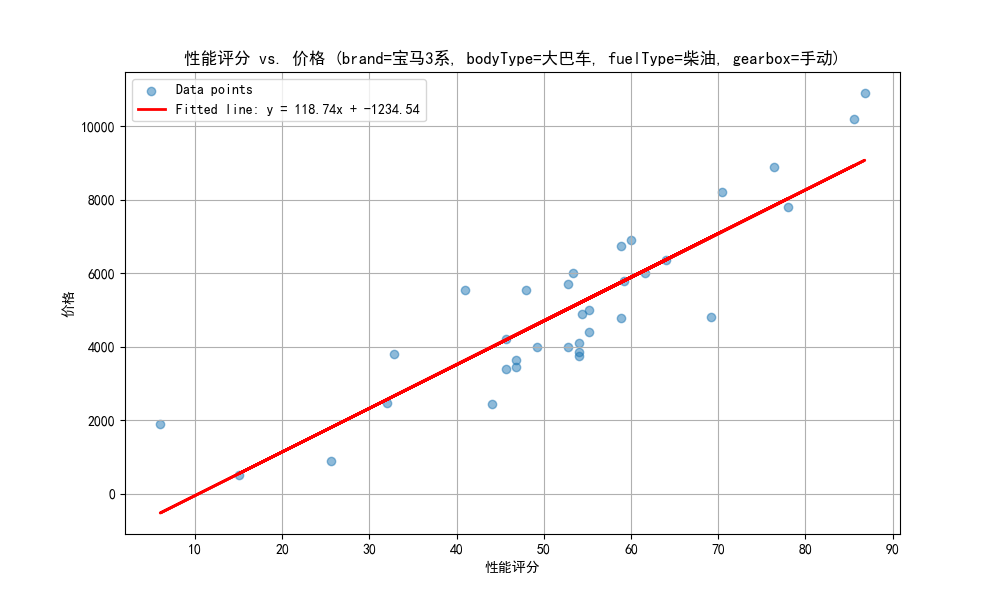 性能评分 vs. 价格 (brand=宝马3系, bodyType=大巴车, fuelType=柴油, gearbox=手动)
Data points
Fitted line: y = 118.74x + -1234.54
价格
10000
8000
6000
4000
2000
0
10 20 30 40 50 60 70 80 90
性能评分